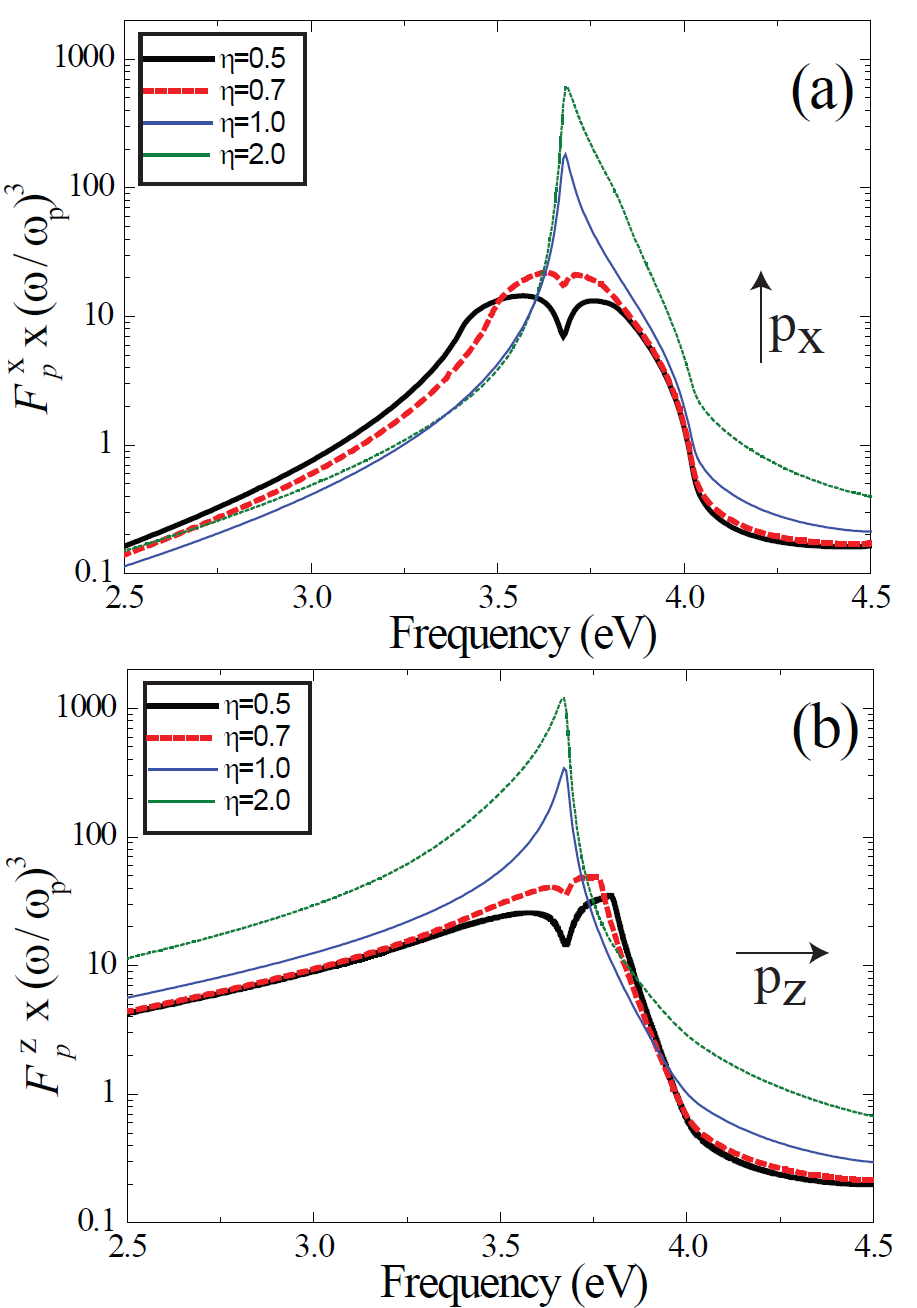 (a)
η=0.5
η=0.7
η=1.0
η=2.0
1000
100
10
1
0.1
F_p^x x (ω/ω_p)^3
p_x
2.5 3.0 3.5 4.0 4.5
Frequency (eV)
(b)
η=0.5
η=0.7
η=1.0
η=2.0
1000
100
10
1
0.1
F_p^z x (ω/ω_p)^3
p_z
2.5 3.0 3.5 4.0 4.5
Frequency (eV)